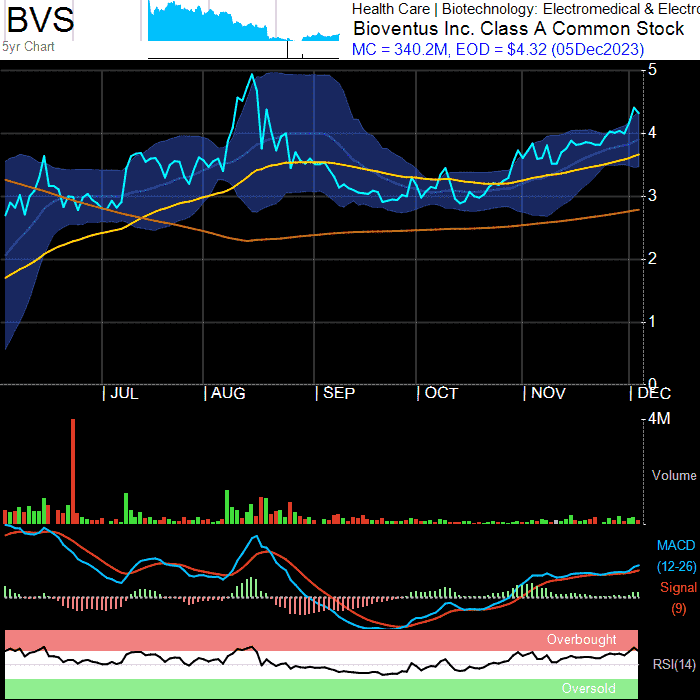 BVS
5yr Chart
Health Care | Biotechnology: Electromedical & Electro
Bioventus Inc. Class A Common Stock
MC = 340.2M, EOD = $4.32 (05Dec2023)
5
4
3
2
1
0
JUL AUG SEP OCT NOV DEC
4M
Volume
MACD
(12-26)
Signal
(9)
Overbought
RSI(14)
Oversold